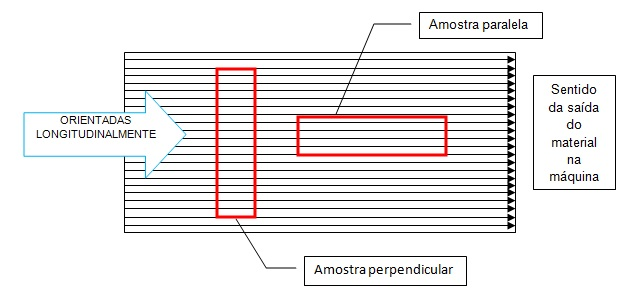 Amostra paralela
ORIENTADAS
LONGITUDINALMENTE
Sentido
da saída
do
material
na
máquina
Amostra perpendicular